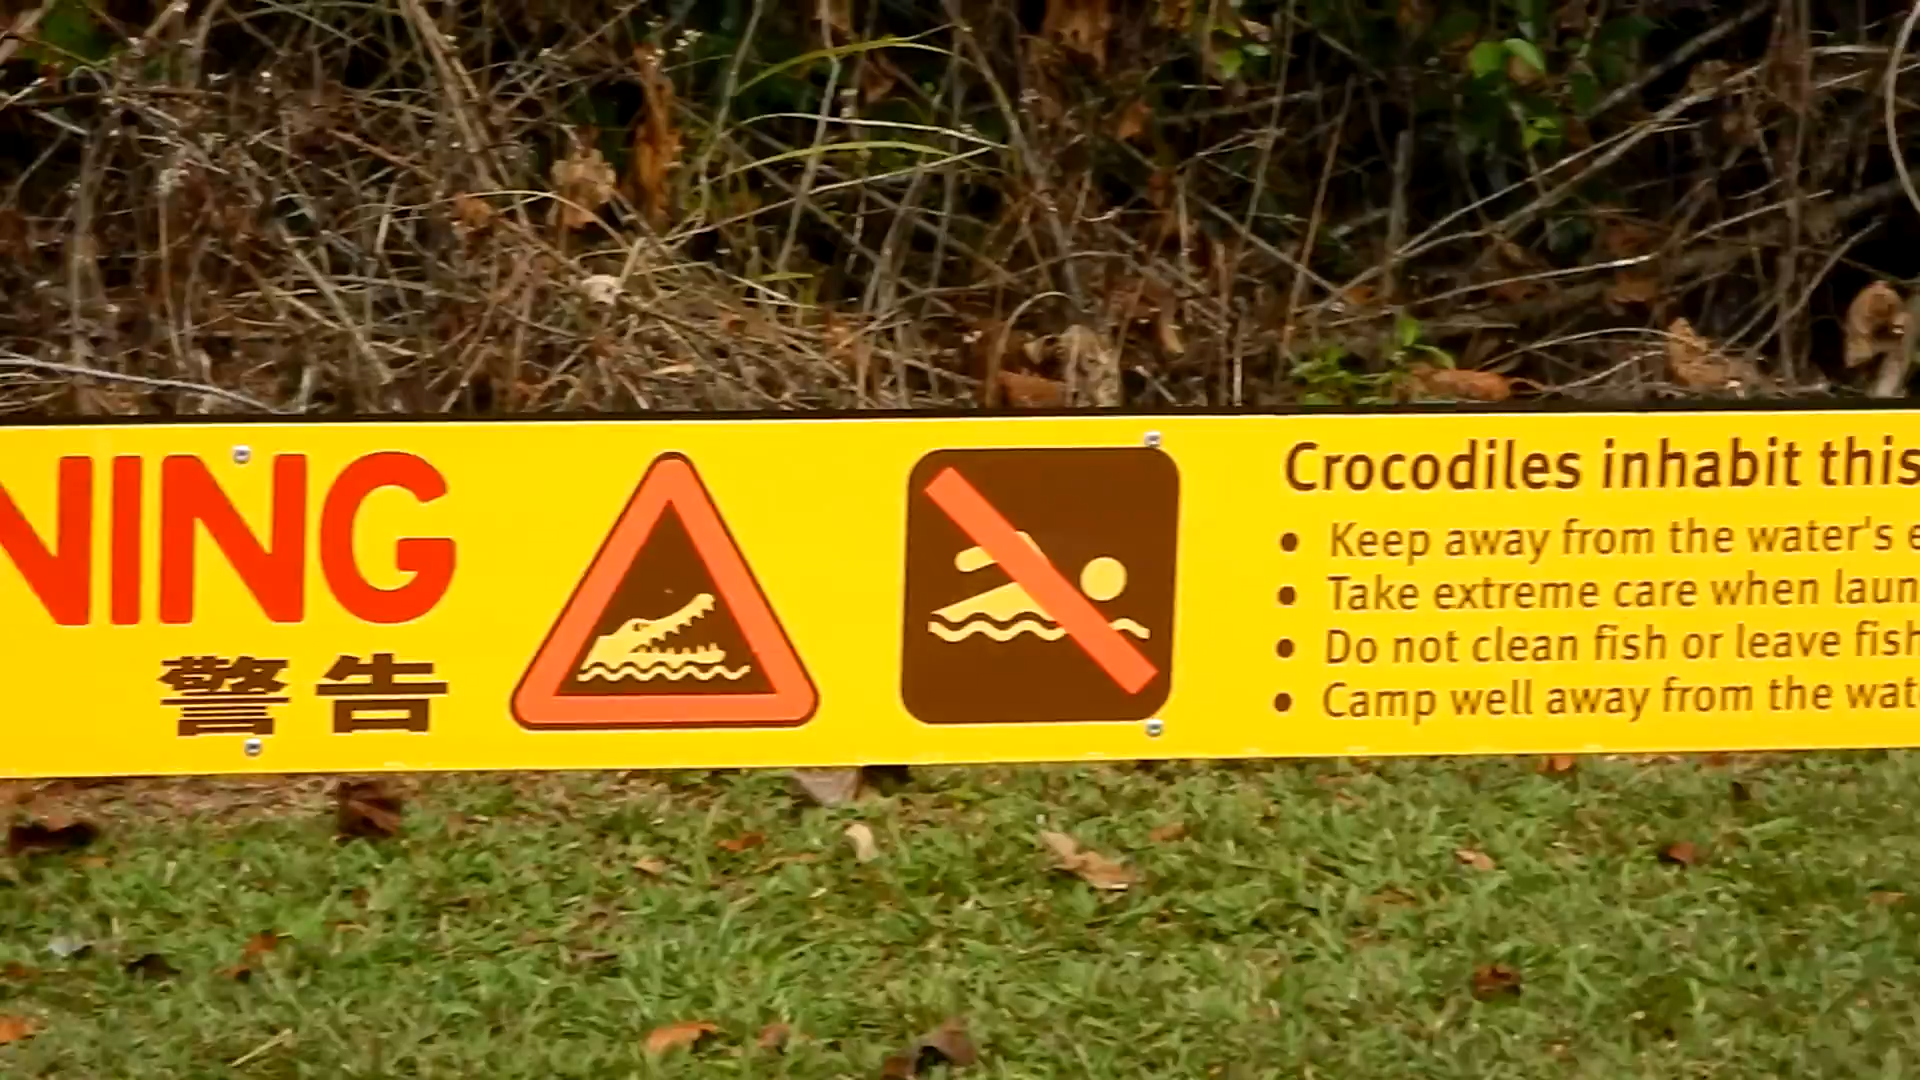 NING
警告
Crocodiles inhabit this
• Keep away from the water's e
• Take extreme care when laun
• Do not clean fish or leave fish
• Camp well away from the wat